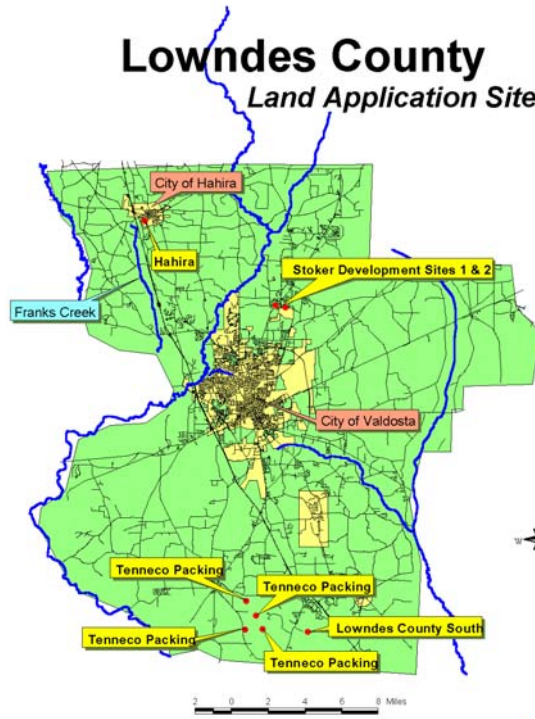 Lowndes County
Land Application Site
City of Hahira
Hahira
Stoker Development Sites 1 & 2
Franks Creek
City of Valdosta
W
Tenneco Packing
Tenneco Packing
Tenneco Packing
Lowndes County South
Tenneco Packing
2 0 2 4 6 8 Miles